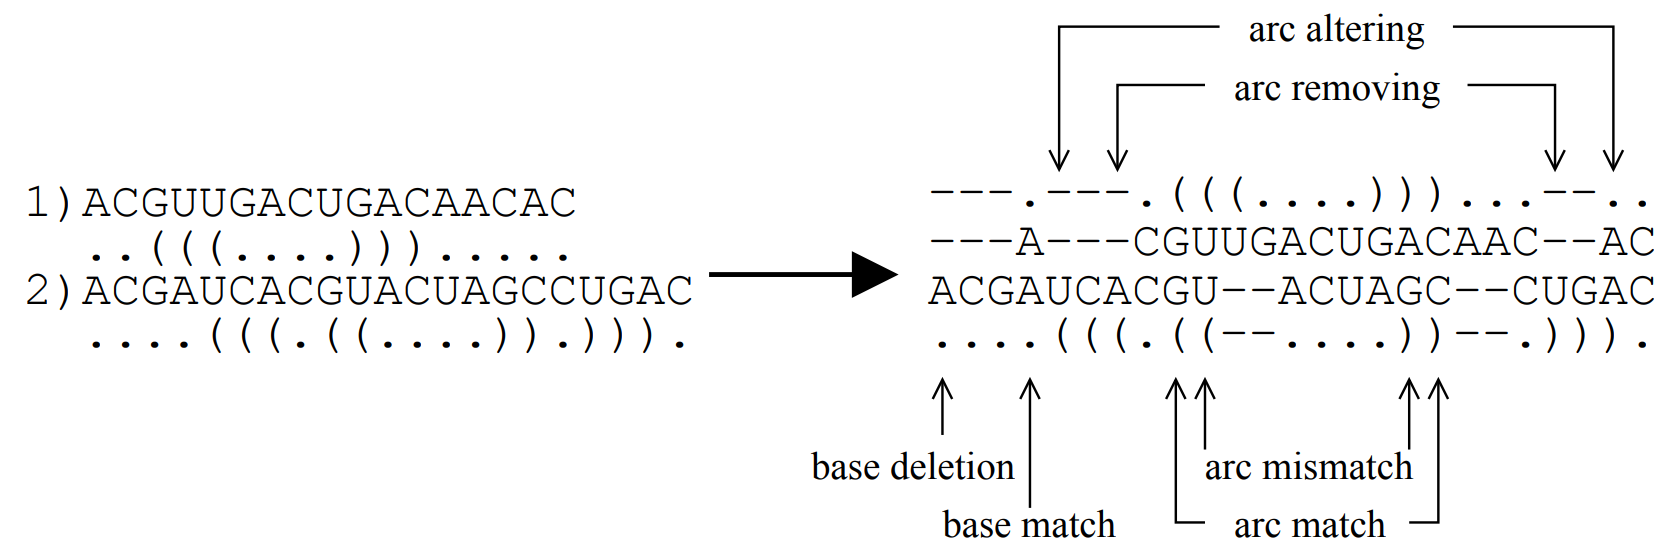 arc altering
arc removing
1)ACGUUGACUGACAACAC
..(((....))).....
2)ACGAUCACGUACUAGCCUGAC
....(((.((....)).))).
---.---.(((....)))...--..
---A---CGUUGACUGACAAC--AC
ACGAUCACGU--ACUAGC--CUGAC
....(((.((--....))--.))).
base deletion
arc mismatch
base match
arc match